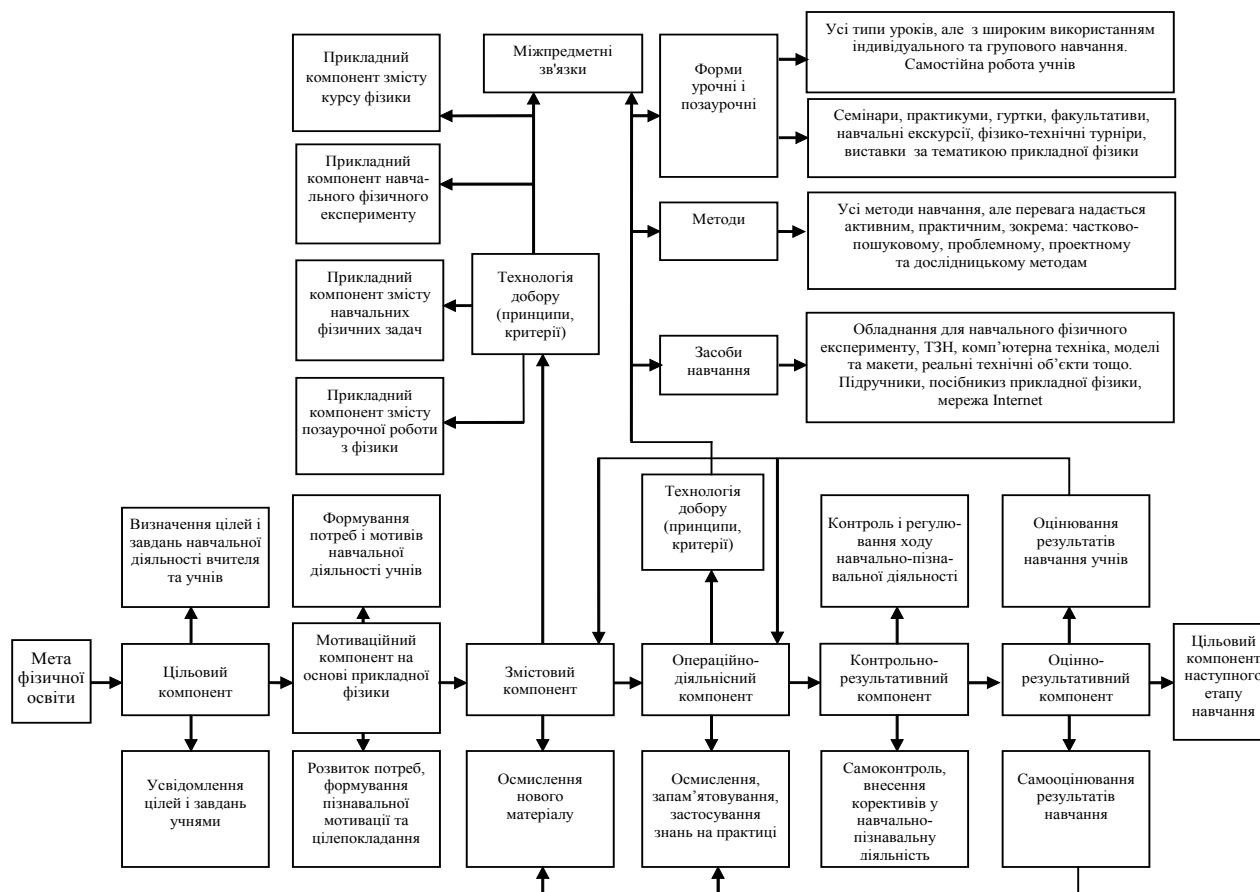 Прикладний
компонент змісту
курсу фізики
Міжпредметні
зв'язки
Форми
урочні і
позаурочні
Усі типи уроків, але з широким використанням
індивідуального та групового навчання.
Самостійна робота учнів
Семінари, практикуми, гуртки, факультативи,
навчальні екскурсії, фізико-технічні турніри,
виставки за тематикою прикладної фізики
Прикладний
компонент навча-
льного фізичного
експерименту
Методи
Усі методи навчання, але перевага надається
активним, практичним, зокрема: частково-
пошуковому, проблемному, проектному
та дослідницькому методам
Прикладний
компонент змісту
навчальних
фізичних задач
Технологія
добору
(принципи,
критерії)
Засоби
навчання
Обладнання для навчального фізичного
експерименту, ТЗН, комп’ютерна техніка, моделі
та макети, реальні технічні об’єкти тощо.
Підручники, посібникиз прикладної фізики,
мережа Internet
Прикладний
компонент змісту
позаурочної роботи
з фізики
Визначення цілей і
завдань навчальної
діяльності вчителя
та учнів
Формування
потреб і мотивів
навчальної
діяльності учнів
Технологія
добору
(принципи,
критерії)
Контроль і регулю-
вання ходу
навчально-пізна-
вальної діяльності
Оцінювання
результатів
навчання учнів
Мета
фізичної
освіти
Цільовий
компонент
Мотиваційний
компонент на
основі прикладної
фізики
Змістовий
компонент
Операційно-
діяльнісний
компонент
Контрольно-
результативний
компонент
Оцінно-
результативний
компонент
Цільовий
компонент
наступного
етапу
навчання
Усвідомлення
цілей і завдань
учнями
Розвиток потреб,
формування
пізнавальної
мотивації та
цілепокладання
Осмислення
нового
матеріалу
Осмислення,
запам’ятовування,
застосування
знань на практиці
Самоконтроль,
внесення
корективів у
навчально-
пізнавальну
діяльність
Самооцінювання
результатів
навчання